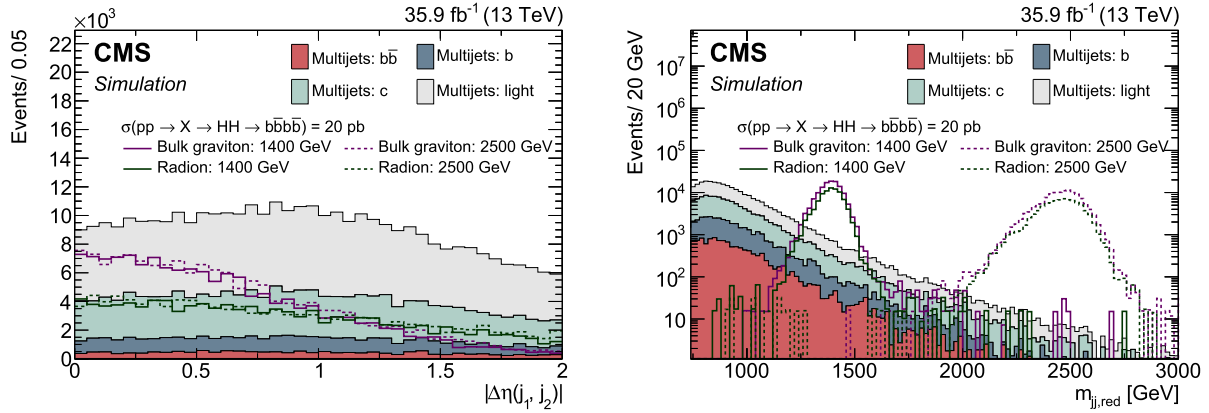 ×10³ 35.9 fb⁻¹ (13 TeV)
CMS
Simulation
Multijets: bb̅ Multijets: b
Multijets: c Multijets: light
σ(pp → X → HH → bb̅bb̅) = 20 pb
Bulk graviton: 1400 GeV Bulk graviton: 2500 GeV
Radion: 1400 GeV Radion: 2500 GeV
Events/ 0.05
22
20
18
16
14
12
10
8
6
4
2
0
0 0.5 1 1.5 2
|Δη(j₁, j₂)|
35.9 fb⁻¹ (13 TeV)
CMS
Simulation
Multijets: bb̅ Multijets: b
Multijets: c Multijets: light
σ(pp → X → HH → bb̅bb̅) = 20 pb
Bulk graviton: 1400 GeV Bulk graviton: 2500 GeV
Radion: 1400 GeV Radion: 2500 GeV
Events/ 20 GeV
10⁷
10⁶
10⁵
10⁴
10³
10²
10
1000 1500 2000 2500 3000
m_jj,red [GeV]